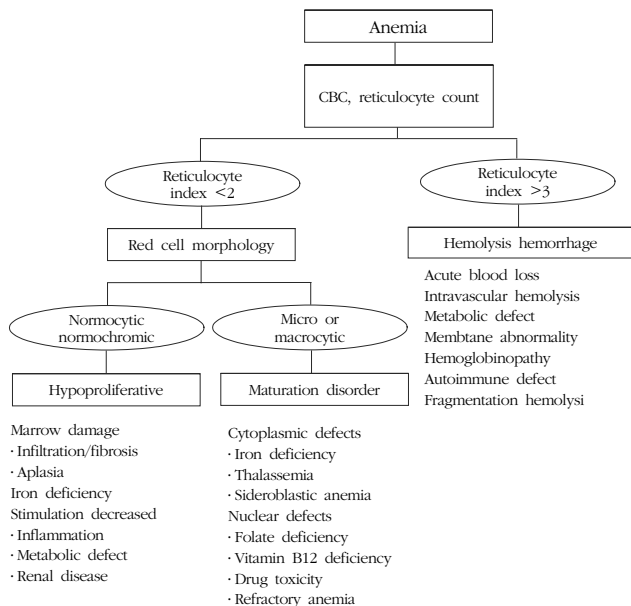 Anemia
CBC, reticulocyte count
Reticulocyte
index <2
Reticulocyte
index >3
Red cell morphology
Hemolysis hemorrhage
Acute blood loss
Intravascular hemolysis
Metabolic defect
Membtane abnormality
Hemoglobinopathy
Autoimmune defect
Fragmentation hemolysi
Normocytic
normochromic
Micro or
macrocytic
Hypoproliferative
Maturation disorder
Marrow damage
· Infiltration/fibrosis
· Aplasia
Iron deficiency
Stimulation decreased
· Inflammation
· Metabolic defect
· Renal disease
Cytoplasmic defects
· Iron deficiency
· Thalassemia
· Sideroblastic anemia
Nuclear defects
· Folate deficiency
· Vitamin B12 deficiency
· Drug toxicity
· Refractory anemia